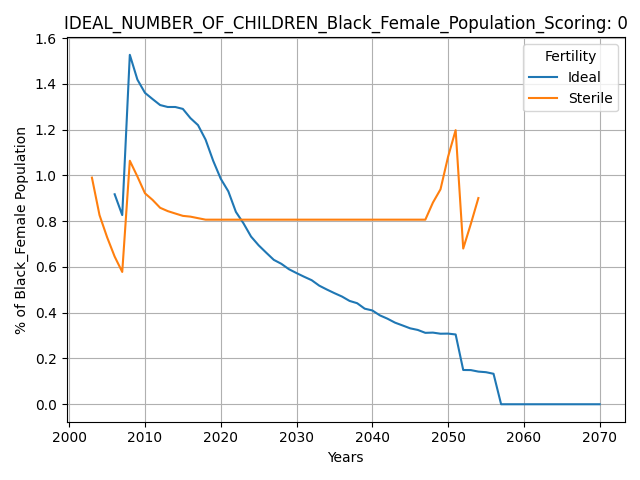 IDEAL_NUMBER_OF_CHILDREN_Black_Female_Population_Scoring: 0
Fertility
Ideal
Sterile
% of Black_Female Population
1.6
1.4
1.2
1.0
0.8
0.6
0.4
0.2
0.0
2000 2010 2020 2030 2040 2050 2060 2070
Years